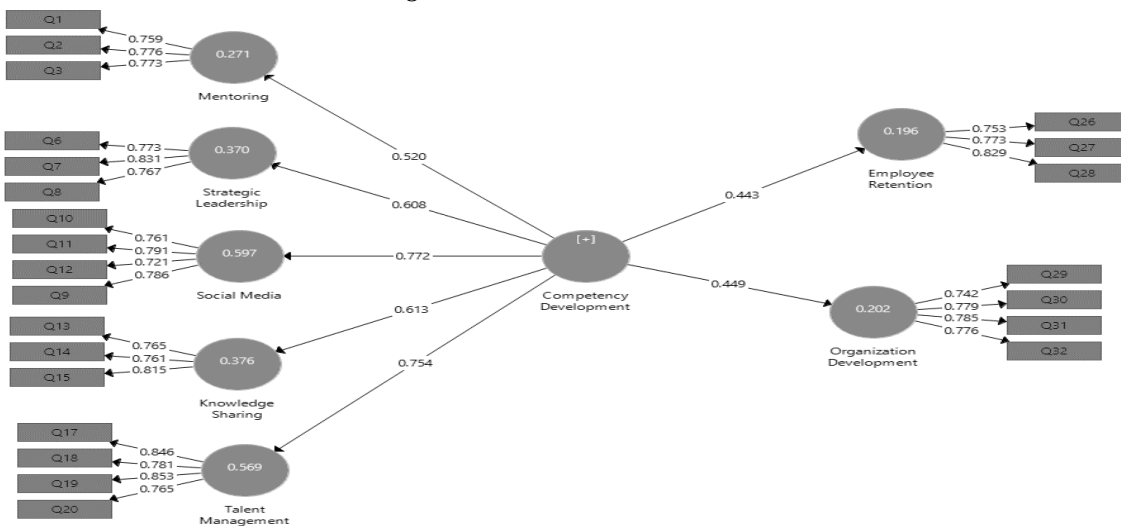 Q1
Q2
Q3
0.759
0.776
0.773
0.271
Mentoring
Q6
Q7
Q8
0.773
0.831
0.767
0.370
Strategic
Leadership
Q10
Q11
Q12
Q9
0.761
0.791
0.721
0.786
0.597
Social Media
Q13
Q14
Q15
0.765
0.761
0.815
0.376
Knowledge
Sharing
Q17
Q18
Q19
Q20
0.846
0.781
0.853
0.765
0.569
Talent
Management
0.520
0.608
0.772
0.613
0.754
[+]
Competency
Development
0.443
0.449
0.196
Employee
Retention
0.753
0.773
0.829
Q26
Q27
Q28
0.202
Organization
Development
0.742
0.779
0.785
0.776
Q29
Q30
Q31
Q32